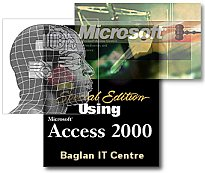 Microsoft
Special Edition
Using
Microsoft
Access 2000
Baglan IT Centre